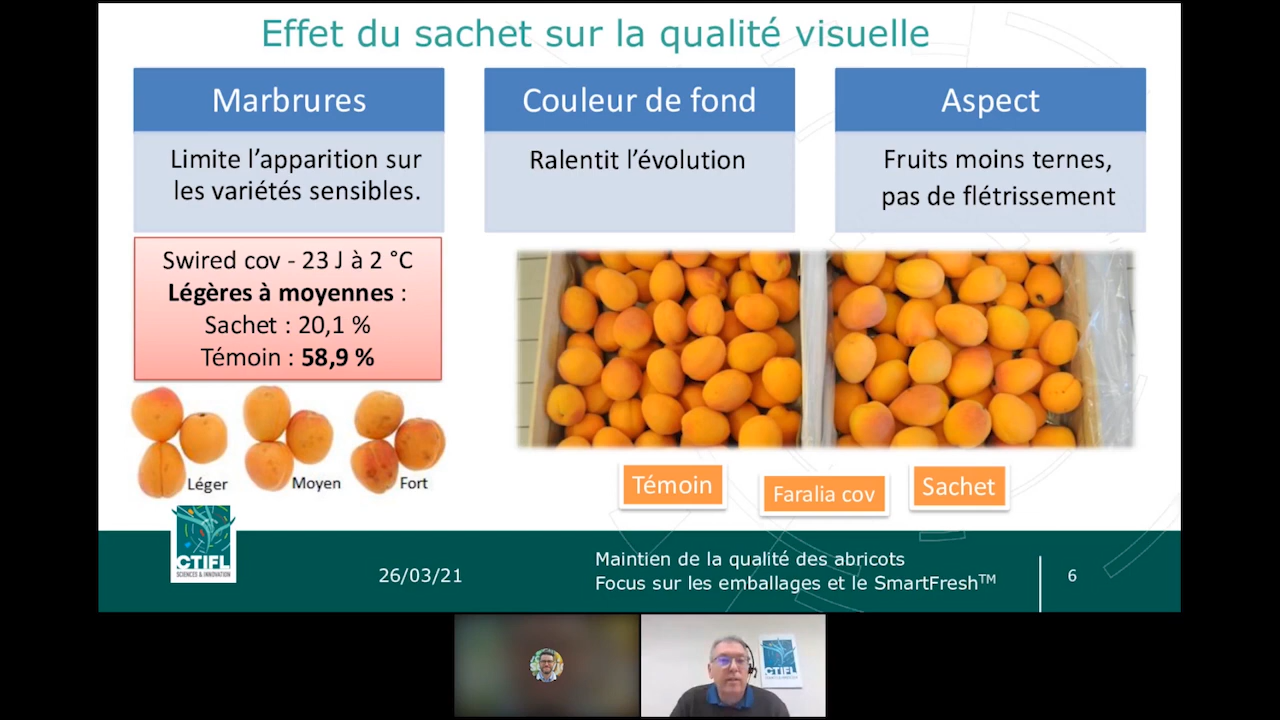 Effet du sachet sur la qualité visuelle
Marbrures
Limite l’apparition sur
les variétés sensibles.
Couleur de fond
Ralentit l’évolution
Aspect
Fruits moins ternes,
pas de flétrissement
Swired cov - 23 J à 2 °C
Légères à moyennes :
Sachet : 20,1 %
Témoin : 58,9 %
Léger
Moyen
Fort
Témoin
Faralia cov
Sachet
CTIFL
SCIENCES & INNOVATION
26/03/21
Maintien de la qualité des abricots
Focus sur les emballages et le SmartFresh™
6
CTIFL